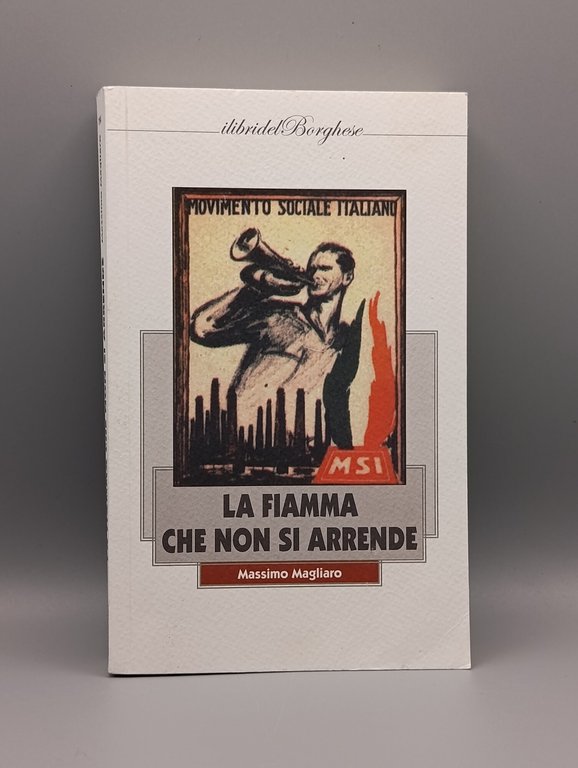 ilibridelBorghese
MOVIMENTO SOCIALE ITALIANO
MSI
LA FIAMMA
CHE NON SI ARRENDE
Massimo Magliaro